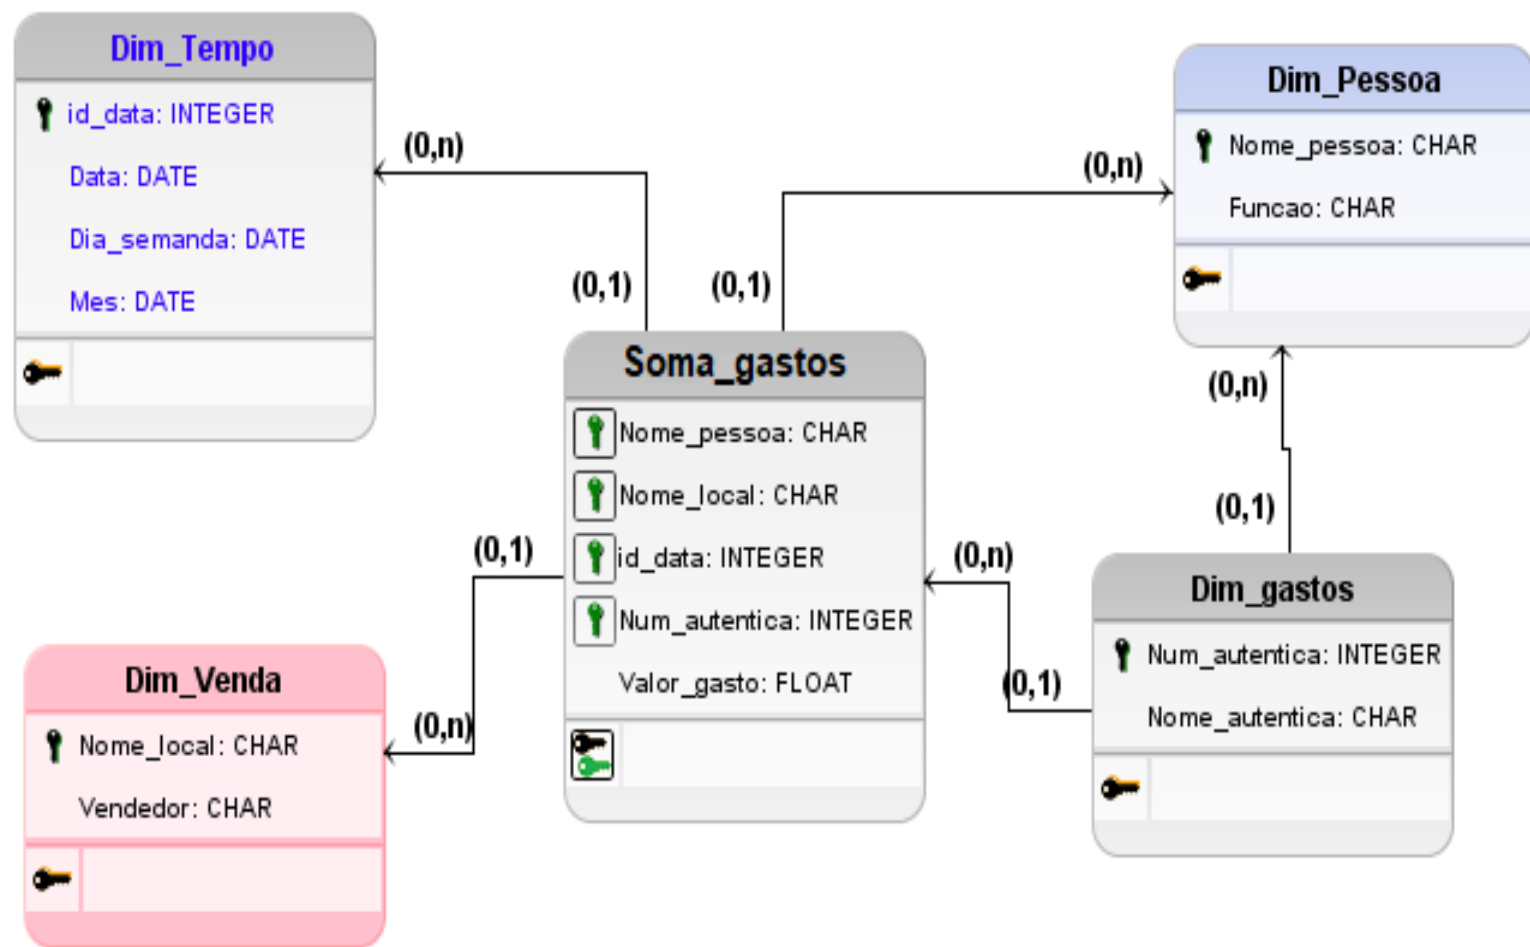 Dim_Tempo
id_data: INTEGER
Data: DATE
Dia_semanda: DATE
Mes: DATE
(0,n)
(0,1)
(0,1)
(0,n)
Dim_Pessoa
Nome_pessoa: CHAR
Funcao: CHAR
Soma_gastos
Nome_pessoa: CHAR
Nome_local: CHAR
id_data: INTEGER
Num_autentica: INTEGER
Valor_gasto: FLOAT
(0,n)
(0,1)
(0,1)
(0,n)
(0,n)
(0,1)
Dim_Venda
Nome_local: CHAR
Vendedor: CHAR
Dim_gastos
Num_autentica: INTEGER
Nome_autentica: CHAR